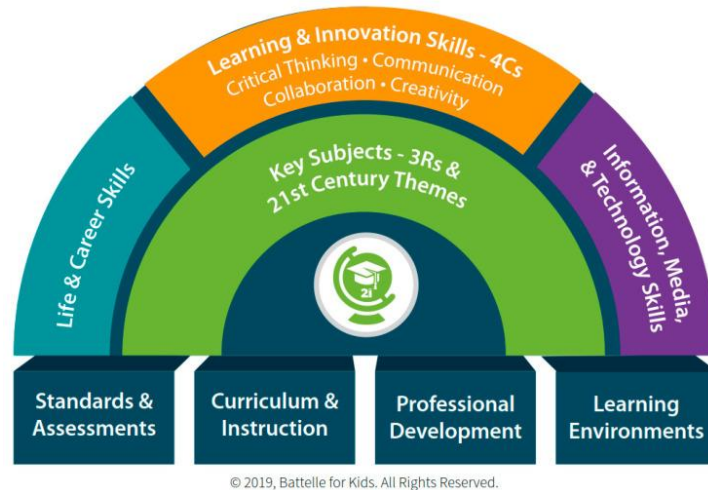 Learning & Innovation Skills - 4Cs
Critical Thinking • Communication
Collaboration • Creativity
Life & Career Skills
Key Subjects - 3Rs &
21st Century Themes
Information, Media,
& Technology Skills
21
Standards &
Assessments
Curriculum &
Instruction
Professional
Development
Learning
Environments
© 2019, Battelle for Kids. All Rights Reserved.